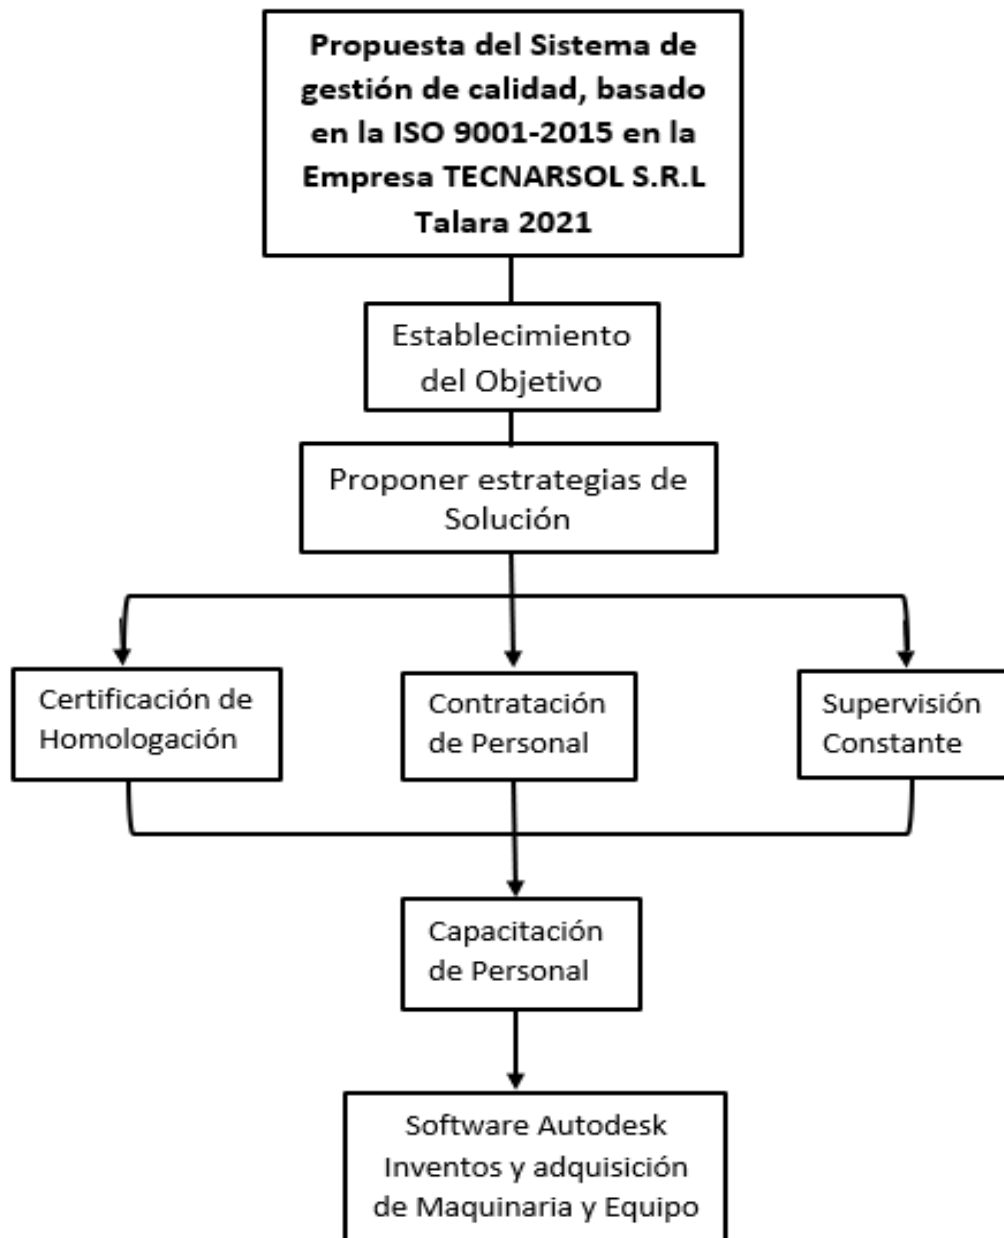 Propuesta del Sistema de
gestión de calidad, basado
en la ISO 9001-2015 en la
Empresa TECNARSOL S.R.L
Talara 2021
Establecimiento
del Objetivo
Proponer estrategias de
Solución
Certificación de
Homologación
Contratación
de Personal
Supervisión
Constante
Capacitación
de Personal
Software Autodesk
Inventos y adquisición
de Maquinaria y Equipo